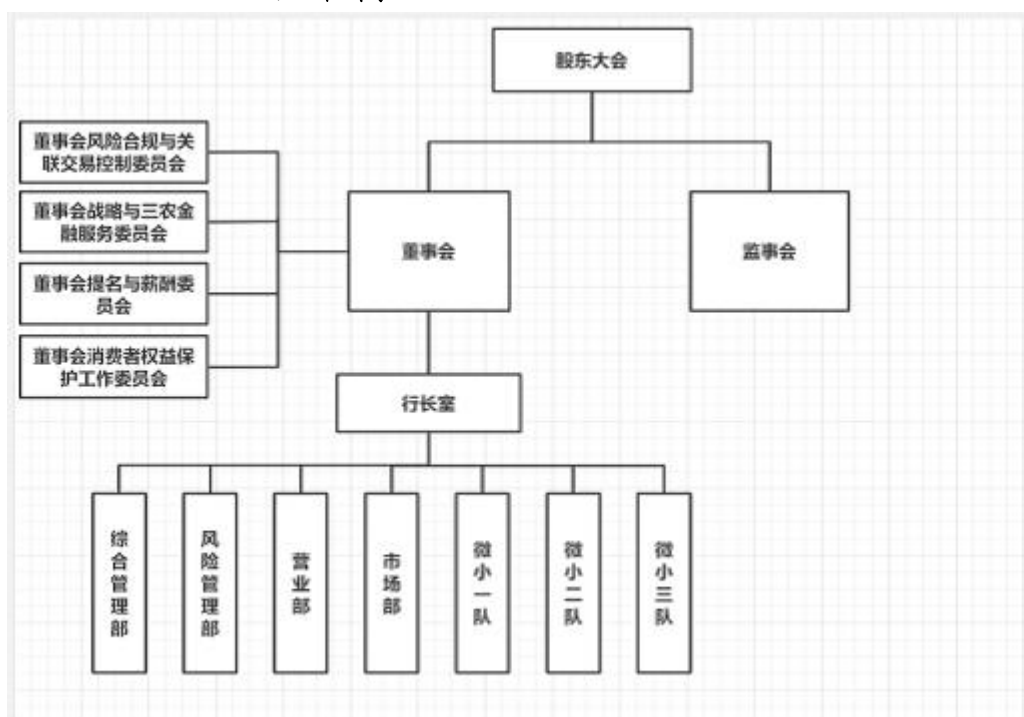 股东大会
董事会风险合规与关
联交易控制委员会
董事会战略与三农金
融服务委员会
董事会提名与薪酬委
员会
董事会消费者权益保
护工作委员会
董事会
监事会
行长室
综合管理部
风险管理部
营业部
市场部
微小一队
微小二队
微小三队